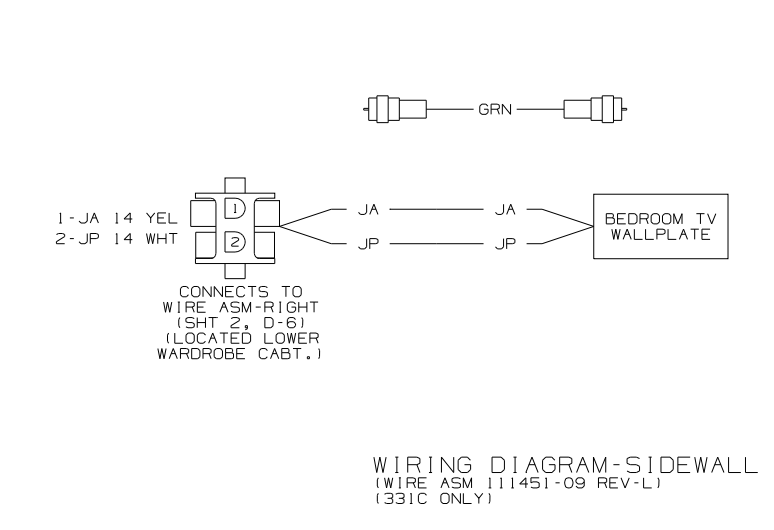 GRN
1-JA 14 YEL
2-JP 14 WHT
1
2
JA JA
JP JP
BEDROOM TV
WALLPLATE
CONNECTS TO
WIRE ASM-RIGHT
(SHT 2, D-6)
(LOCATED LOWER
WARDROBE CABT.)
WIRING DIAGRAM-SIDEWALL
(WIRE ASM 111451-09 REV-L)
(331C ONLY)